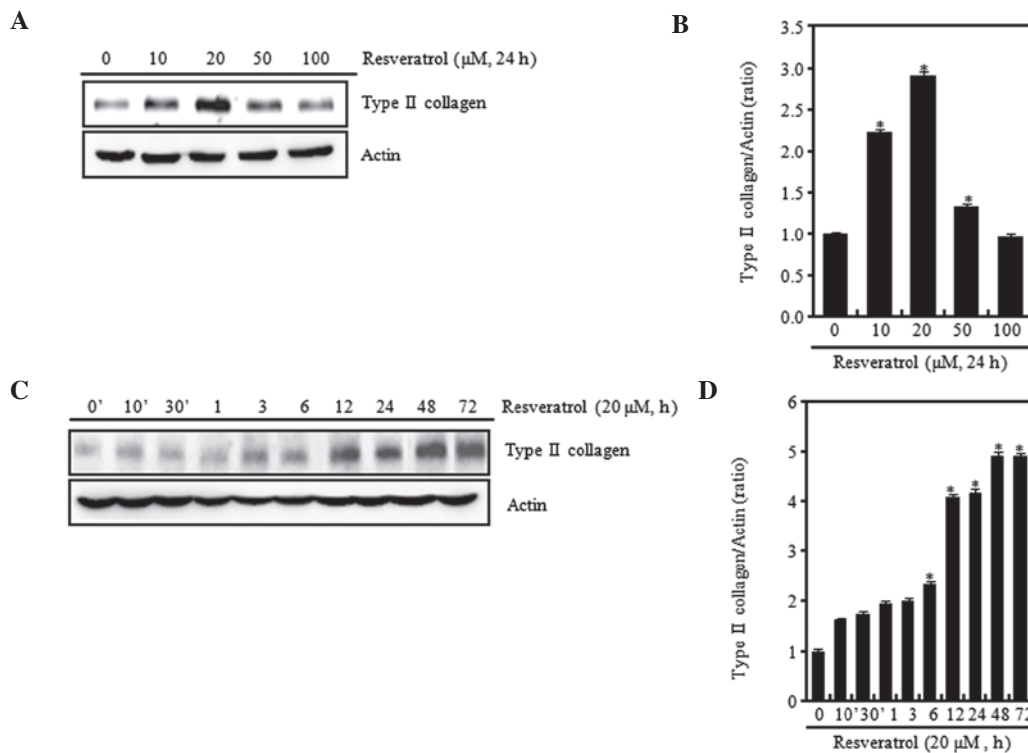 A
0 10 20 50 100 Resveratrol (μM, 24 h)
Type II collagen
Actin
B
Type II collagen/Actin (ratio)
3.5
3.0
2.5
2.0
1.5
1.0
0.5
0.0
* * *
0 10 20 50 100
Resveratrol (μM, 24 h)
C
0' 10' 30' 1 3 6 12 24 48 72 Resveratrol (20 μM, h)
Type II collagen
Actin
D
Type II collagen/Actin (ratio)
6
5
4
3
2
1
0
* * * * *
0 10' 30' 1 3 6 12 24 48 72
Resveratrol (20 μM , h)